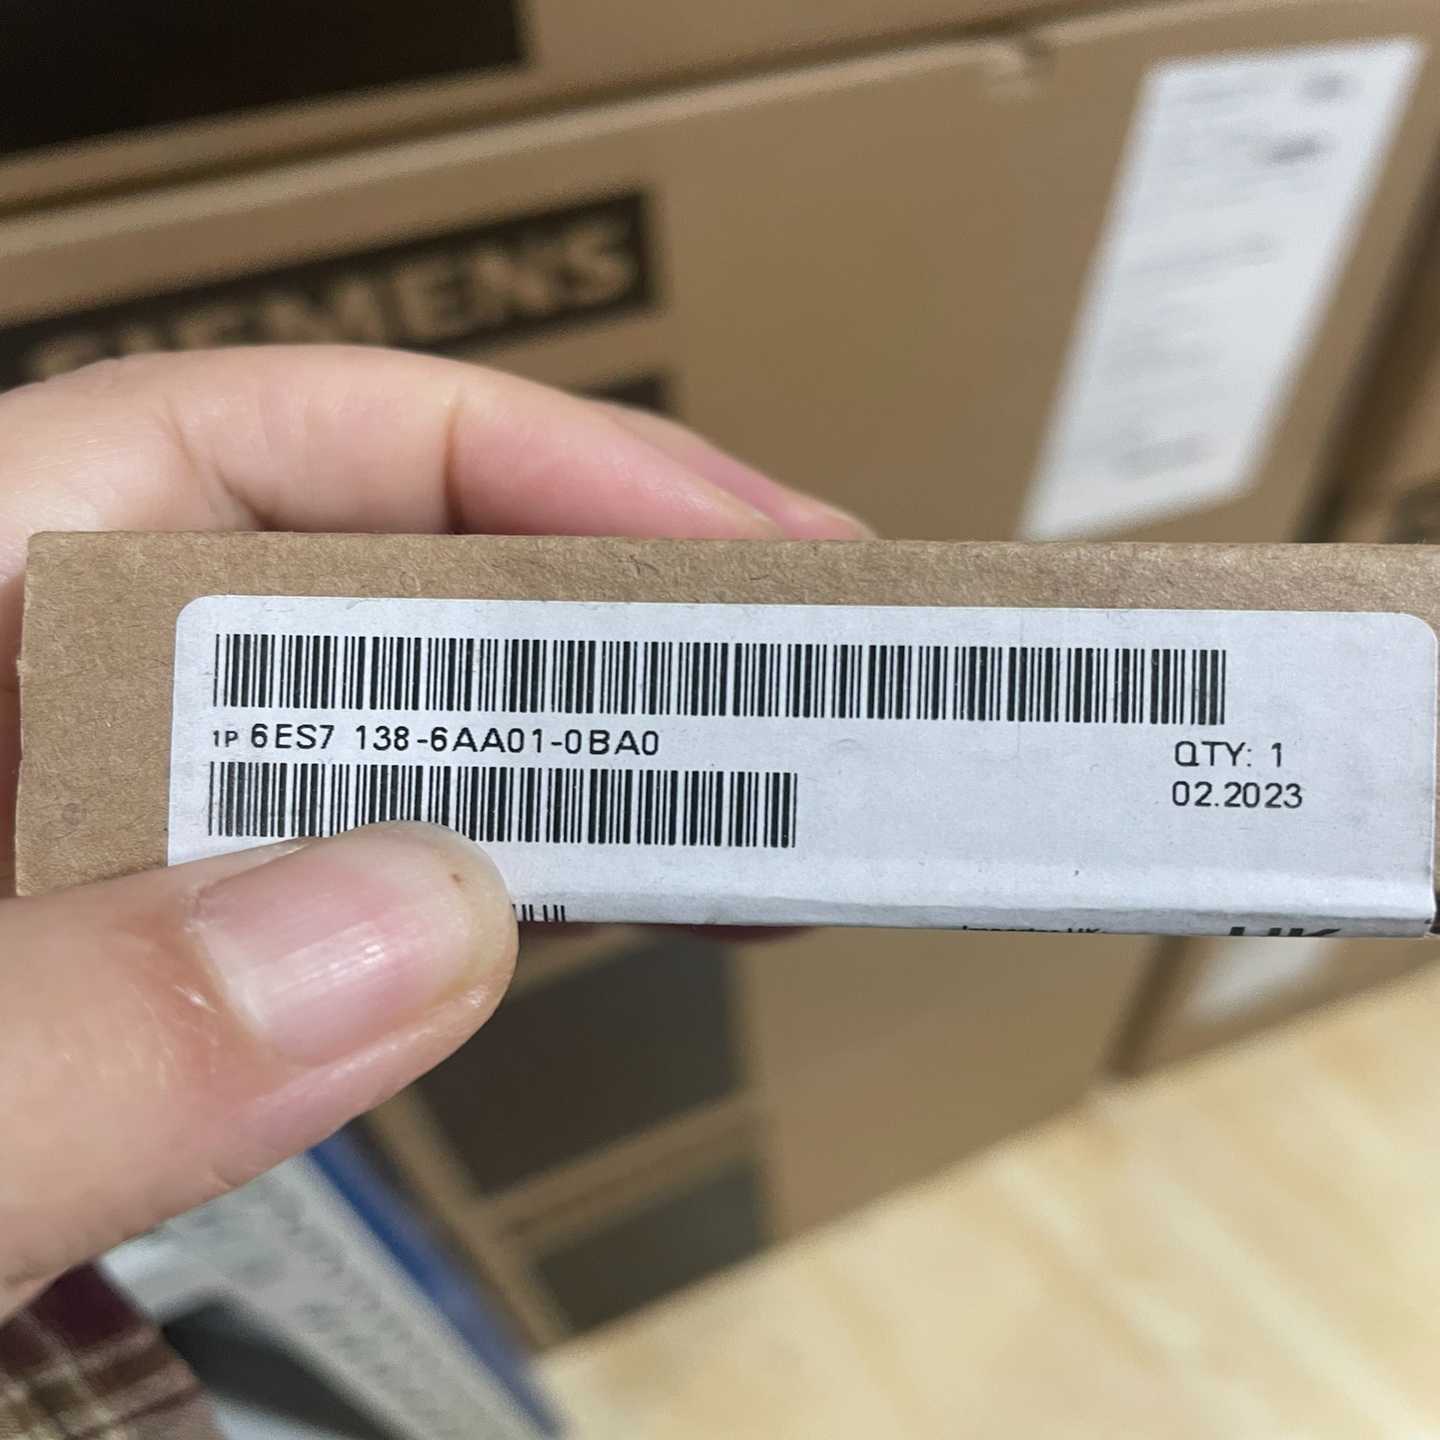 SIEMENS
1P 6ES7 138-6AA01-0BA0
QTY: 1
02.2023